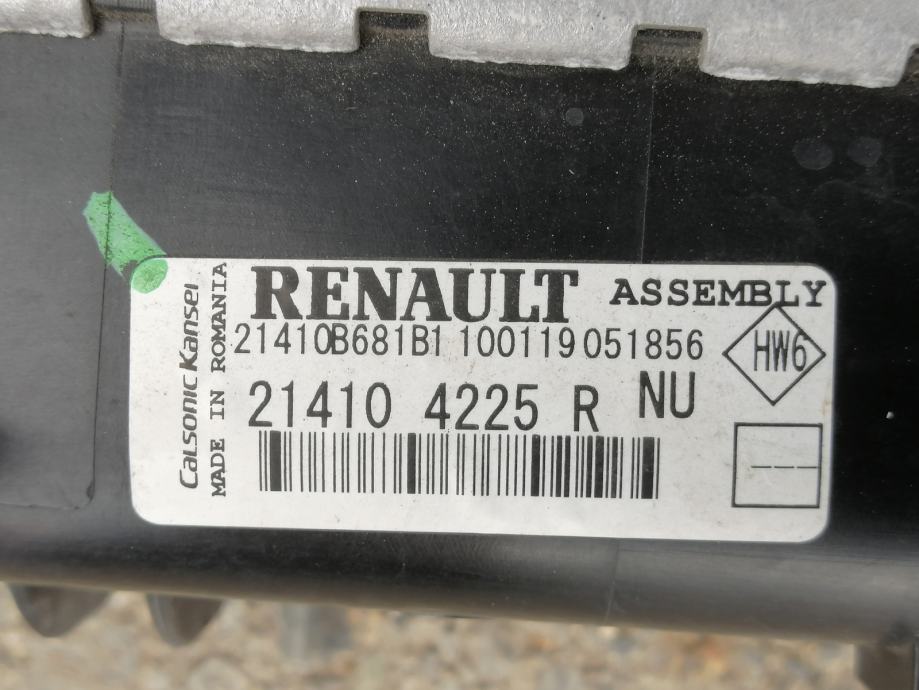 Calsonic Kansei
MADE IN ROMANIA
RENAULT ASSEMBLY
21410B681B1 100119 051856
HW6
21410 4225 R NU